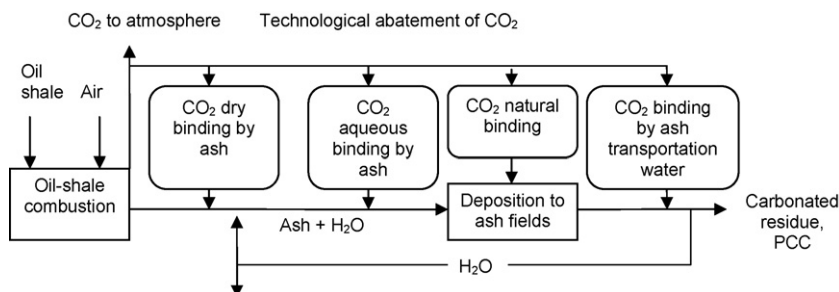 CO₂ to atmosphere
Technological abatement of CO₂
Oil
shale
Air
CO₂ dry
binding by
ash
CO₂
aqueous
binding by
ash
CO₂ natural
binding
CO₂ binding
by ash
transportation
water
Oil-shale
combustion
Ash + H₂O
Deposition to
ash fields
Carbonated
residue,
PCC
H₂O